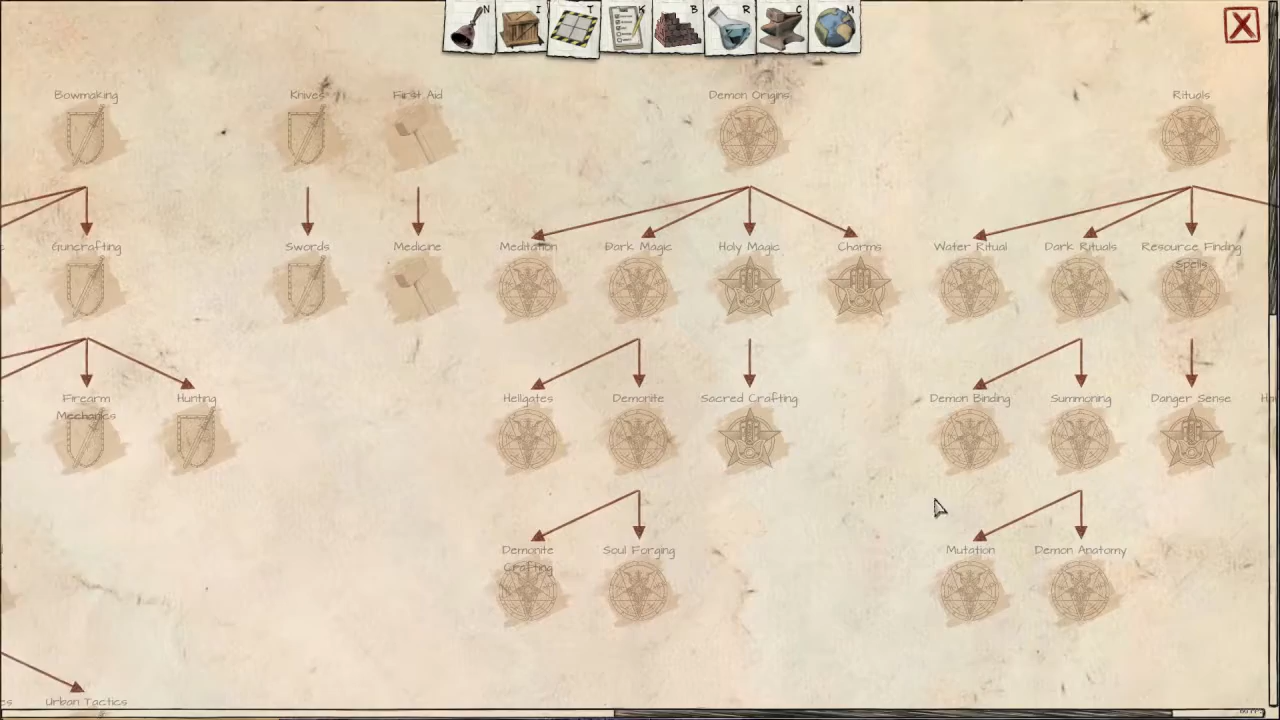 N I T K B R C M
X
Bowmaking Knives First Aid Demon Origins Rituals
Guncrafting Swords Medicine Meditation Dark Magic Holy Magic Charms Water Ritual Dark Rituals Resource Finding
Spells
Firearm Hunting Hellgates Demonite Sacred Crafting Demon Binding Summoning Danger Sense
Mechanics
Demonite Soul Forging Mutation Demon Anatomy
Crafting
Urban Tactics